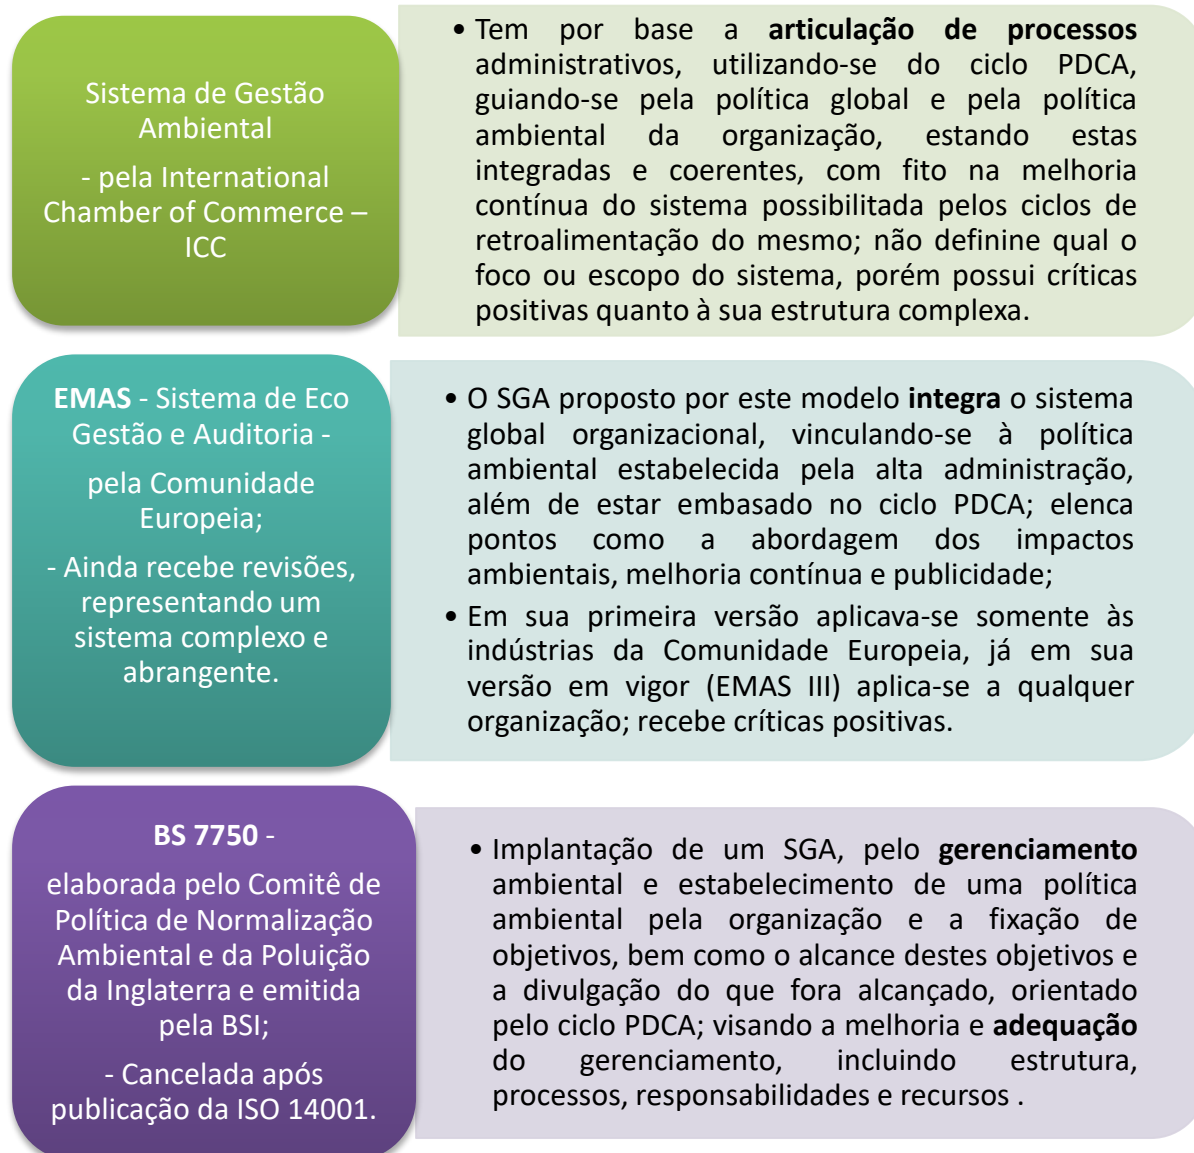 Sistema de Gestão
Ambiental
- pela International
Chamber of Commerce –
ICC
• Tem por base a articulação de processos
administrativos, utilizando-se do ciclo PDCA,
guiando-se pela política global e pela política
ambiental da organização, estando estas
integradas e coerentes, com fito na melhoria
contínua do sistema possibilitada pelos ciclos de
retroalimentação do mesmo; não definine qual o
foco ou escopo do sistema, porém possui críticas
positivas quanto à sua estrutura complexa.
EMAS - Sistema de Eco
Gestão e Auditoria -
pela Comunidade
Europeia;
- Ainda recebe revisões,
representando um
sistema complexo e
abrangente.
• O SGA proposto por este modelo integra o sistema
global organizacional, vinculando-se à política
ambiental estabelecida pela alta administração,
além de estar embasado no ciclo PDCA; elenca
pontos como a abordagem dos impactos
ambientais, melhoria contínua e publicidade;
• Em sua primeira versão aplicava-se somente às
indústrias da Comunidade Europeia, já em sua
versão em vigor (EMAS III) aplica-se a qualquer
organização; recebe críticas positivas.
BS 7750 -
elaborada pelo Comitê de
Política de Normalização
Ambiental e da Poluição
da Inglaterra e emitida
pela BSI;
- Cancelada após
publicação da ISO 14001.
• Implantação de um SGA, pelo gerenciamento
ambiental e estabelecimento de uma política
ambiental pela organização e a fixação de
objetivos, bem como o alcance destes objetivos e
a divulgação do que fora alcançado, orientado
pelo ciclo PDCA; visando a melhoria e adequação
do gerenciamento, incluindo estrutura,
processos, responsabilidades e recursos .